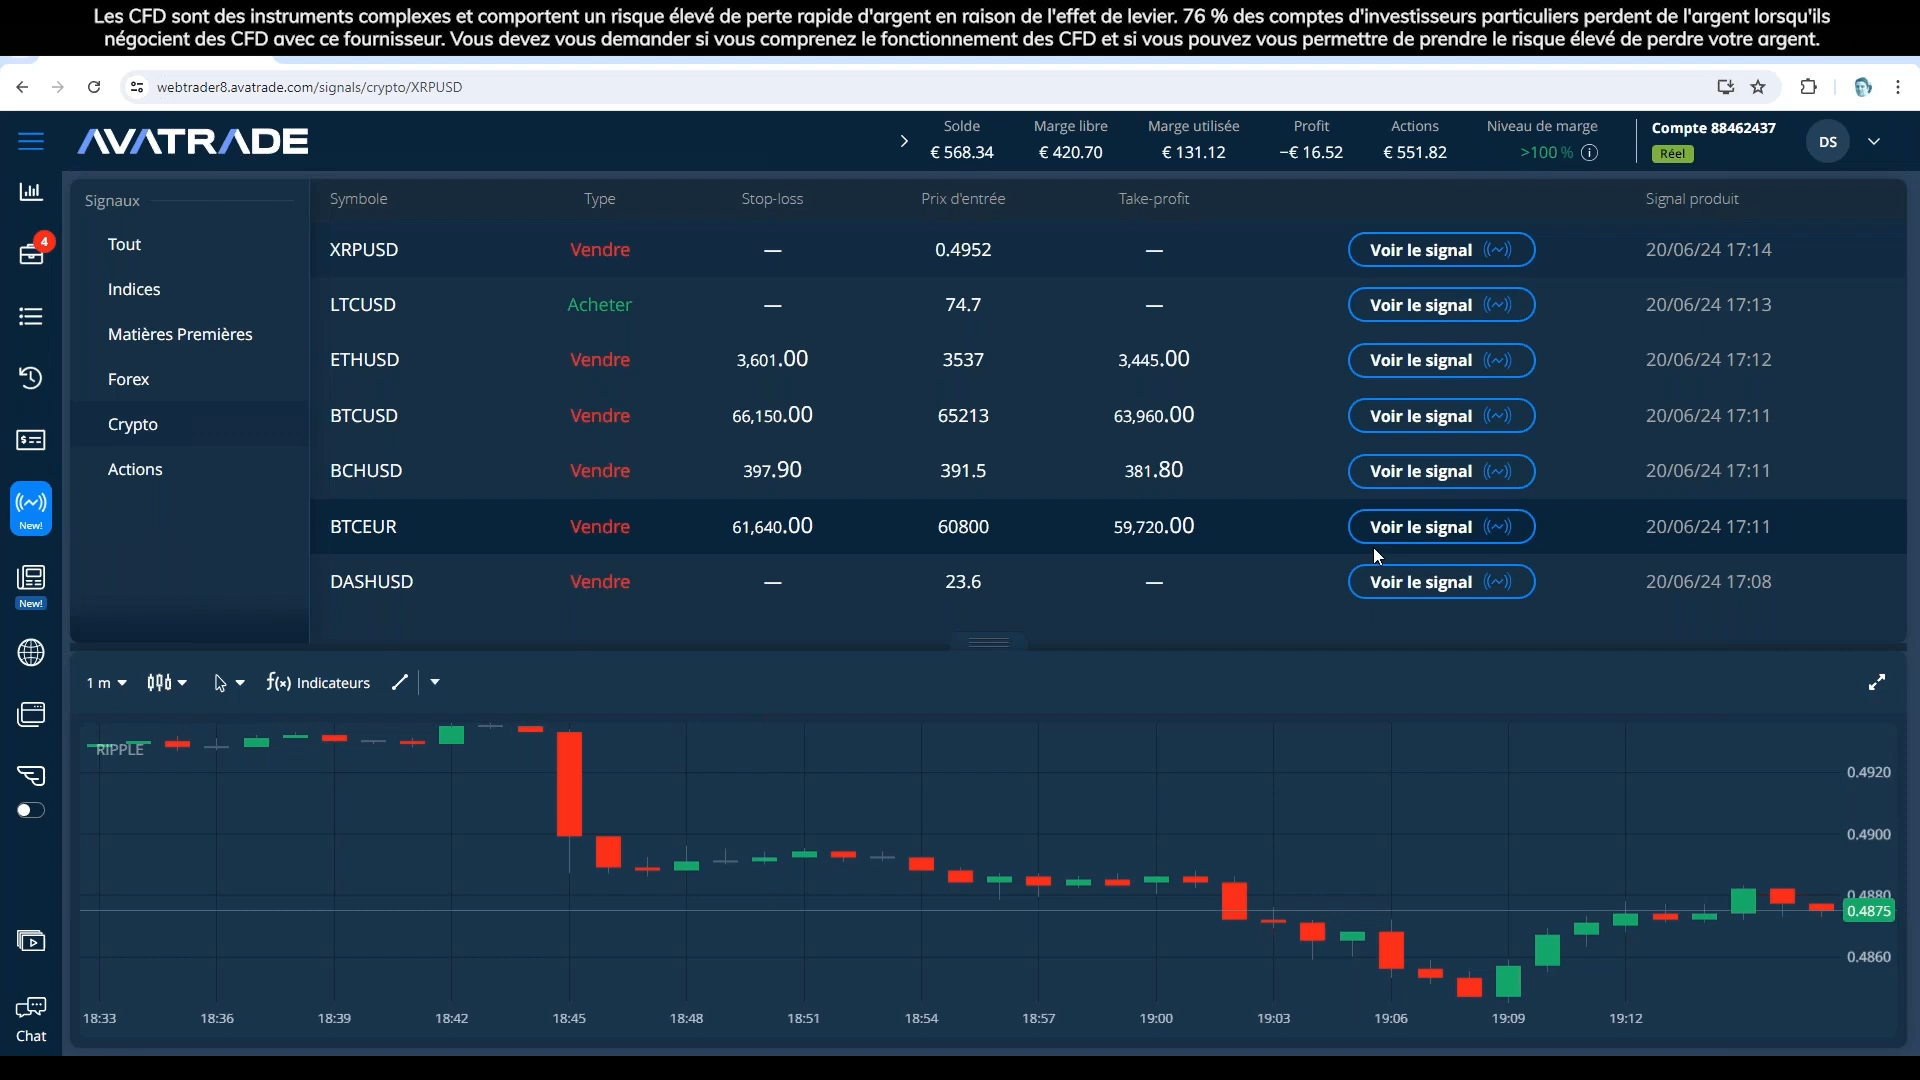 Les CFD sont des instruments complexes et comportent un risque élevé de perte rapide d'argent en raison de l'effet de levier. 76 % des comptes d'investisseurs particuliers perdent de l'argent lorsqu'ils
négocient des CFD avec ce fournisseur. Vous devez vous demander si vous comprenez le fonctionnement des CFD et si vous pouvez vous permettre de prendre le risque élevé de perdre votre argent.
webtrader8.avatrade.com/signals/crypto/XRPUSD
AVATRADE
Solde Marge libre Marge utilisée Profit Actions Niveau de marge Compte 88462437
€ 568.34 € 420.70 € 131.12 −€ 16.52 € 551.82 >100 % Réel
DS
Signaux Symbole Type Stop-loss Prix d'entrée Take-profit Signal produit
Tout
Indices
Matières Premières
Forex
Crypto
Actions
XRPUSD Vendre — 0.4952 — Voir le signal 20/06/24 17:14
LTCUSD Acheter — 74.7 — Voir le signal 20/06/24 17:13
ETHUSD Vendre 3,601.00 3537 3,445.00 Voir le signal 20/06/24 17:12
BTCUSD Vendre 66,150.00 65213 63,960.00 Voir le signal 20/06/24 17:11
BCHUSD Vendre 397.90 391.5 381.80 Voir le signal 20/06/24 17:11
BTCEUR Vendre 61,640.00 60800 59,720.00 Voir le signal 20/06/24 17:11
DASHUSD Vendre — 23.6 — Voir le signal 20/06/24 17:08
4
New!
New!
Chat
1 m f(x) Indicateurs
RIPPLE
0.4920
0.4900
0.4880
0.4875
0.4860
18:33 18:36 18:39 18:42 18:45 18:48 18:51 18:54 18:57 19:00 19:03 19:06 19:09 19:12